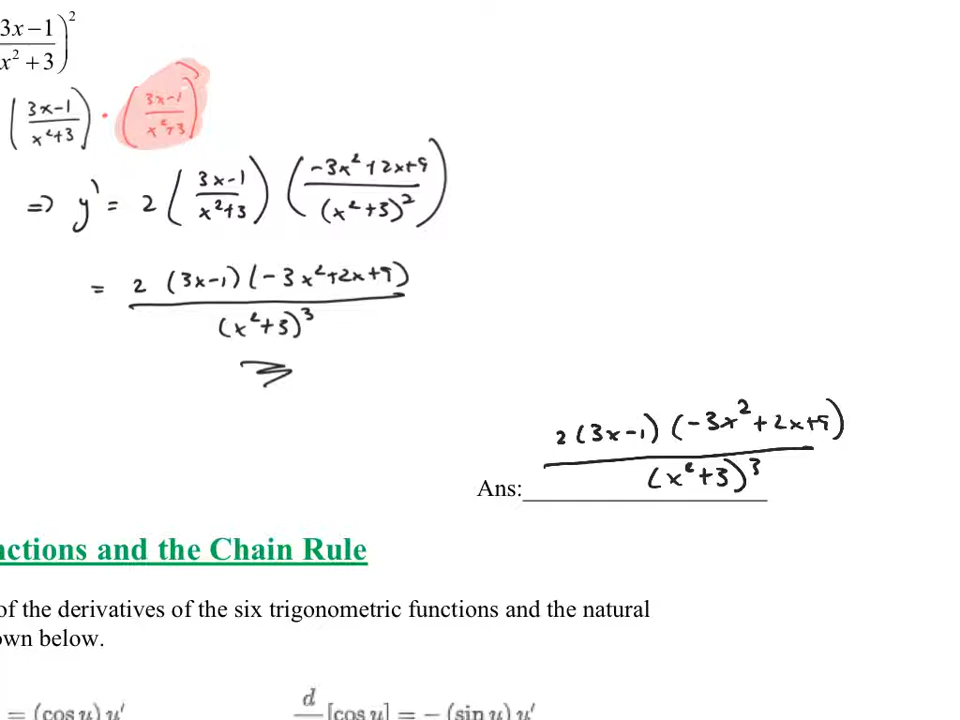 (3x−1 / x² + 3)²
(3x−1 / x²+3) · (3x−1 / x²+3)'
⇒ y' = 2 (3x−1 / x²+3) (−3x²+2x+9 / (x²+3)²)
= 2 (3x−1)(−3x²+2x+9) / (x²+3)³
2(3x−1)(−3x²+2x+9) / (x²+3)³
Ans:
nctions and the Chain Rule
of the derivatives of the six trigonometric functions and the natural
own below.
= (cos u) u' d [cos u] = − (sin u) u'